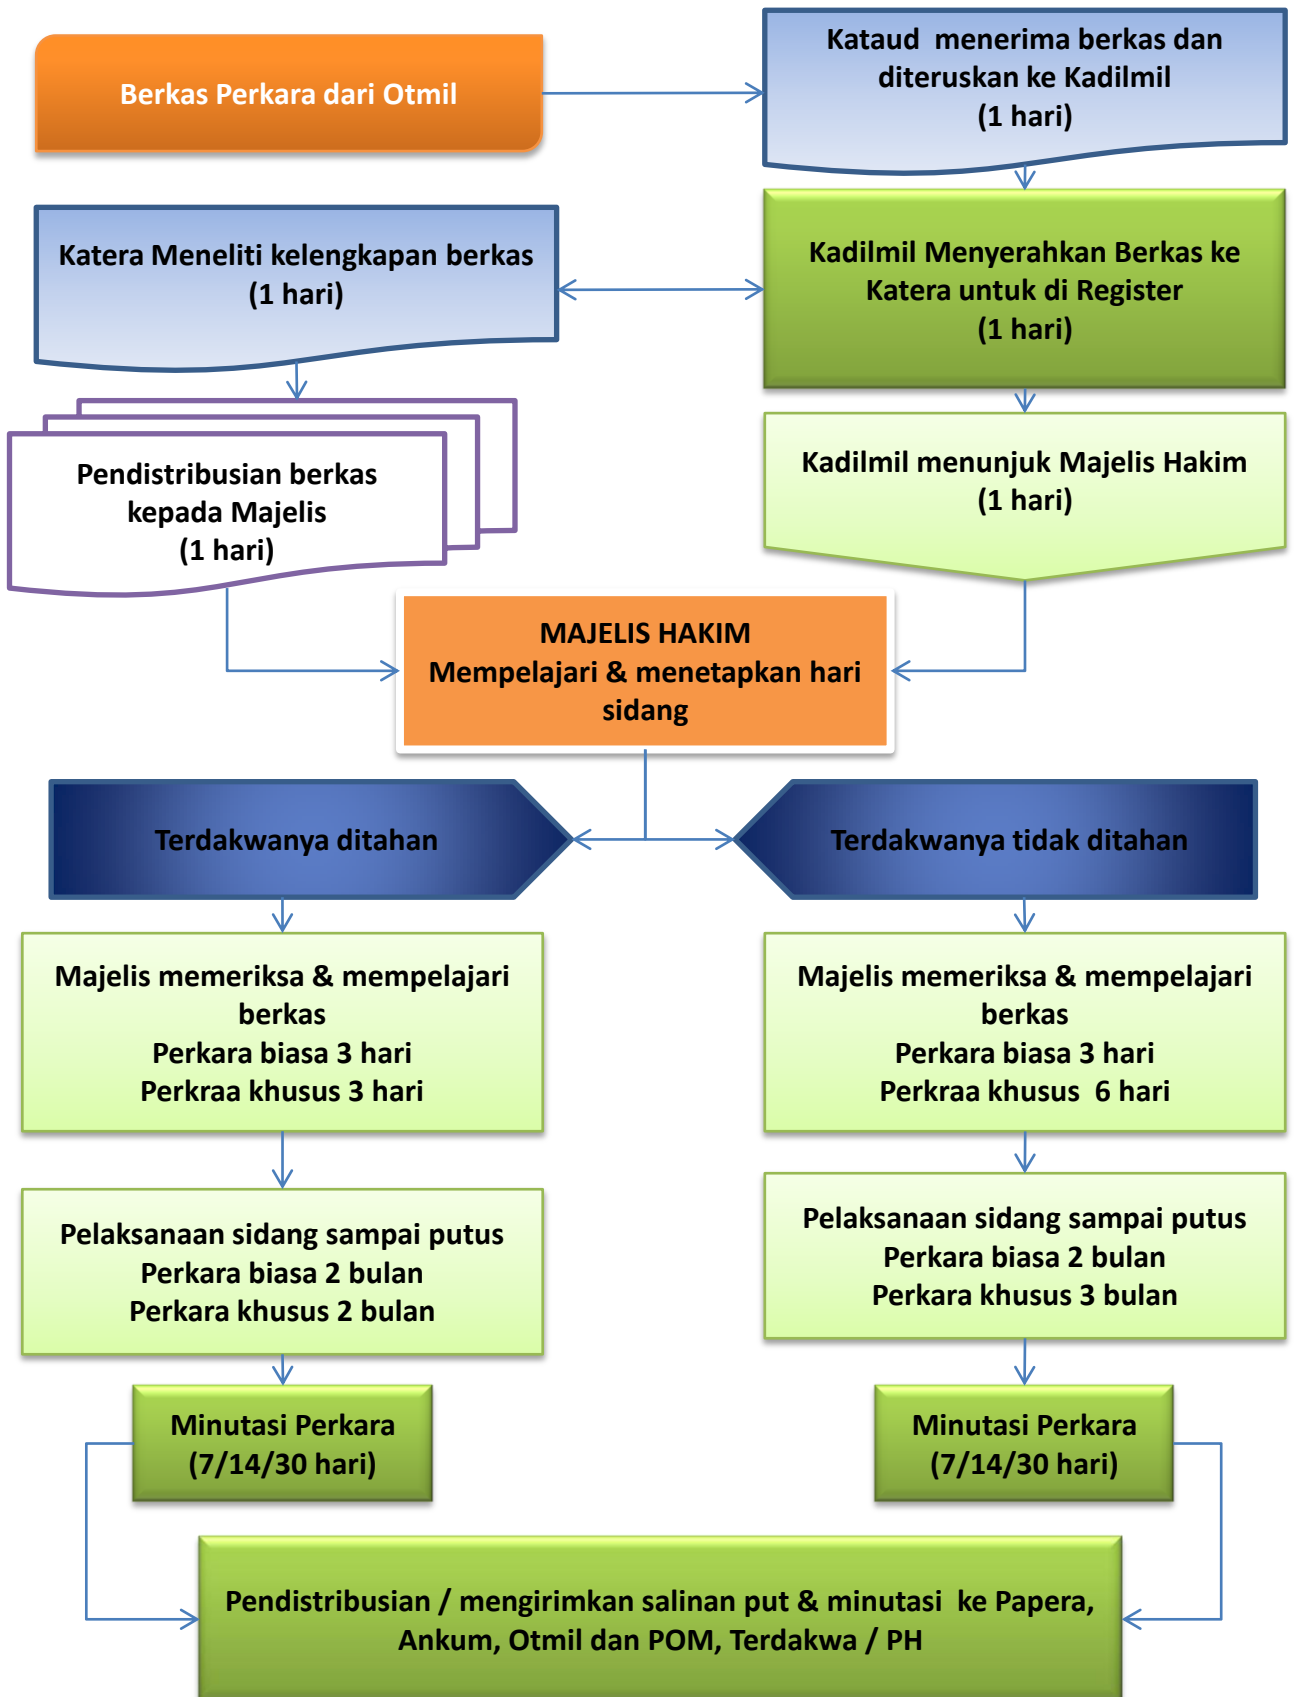 Berkas Perkara dari Otmil
Kataud  menerima berkas dan
diteruskan ke Kadilmil
(1 hari)
Katera Meneliti kelengkapan berkas
(1 hari)
Kadilmil Menyerahkan Berkas ke
Katera untuk di Register
(1 hari)
Pendistribusian berkas
kepada Majelis
(1 hari)
Kadilmil menunjuk Majelis Hakim
(1 hari)
MAJELIS HAKIM
Mempelajari & menetapkan hari
sidang
Terdakwanya ditahan
Terdakwanya tidak ditahan
Majelis memeriksa & mempelajari
berkas
Perkara biasa 3 hari
Perkraa khusus 3 hari
Majelis memeriksa & mempelajari
berkas
Perkara biasa 3 hari
Perkraa khusus  6 hari
Pelaksanaan sidang sampai putus
Perkara biasa 2 bulan
Perkara khusus 2 bulan
Pelaksanaan sidang sampai putus
Perkara biasa 2 bulan
Perkara khusus 3 bulan
Minutasi Perkara
(7/14/30 hari)
Minutasi Perkara
(7/14/30 hari)
Pendistribusian / mengirimkan salinan put & minutasi  ke Papera,
Ankum, Otmil dan POM, Terdakwa / PH